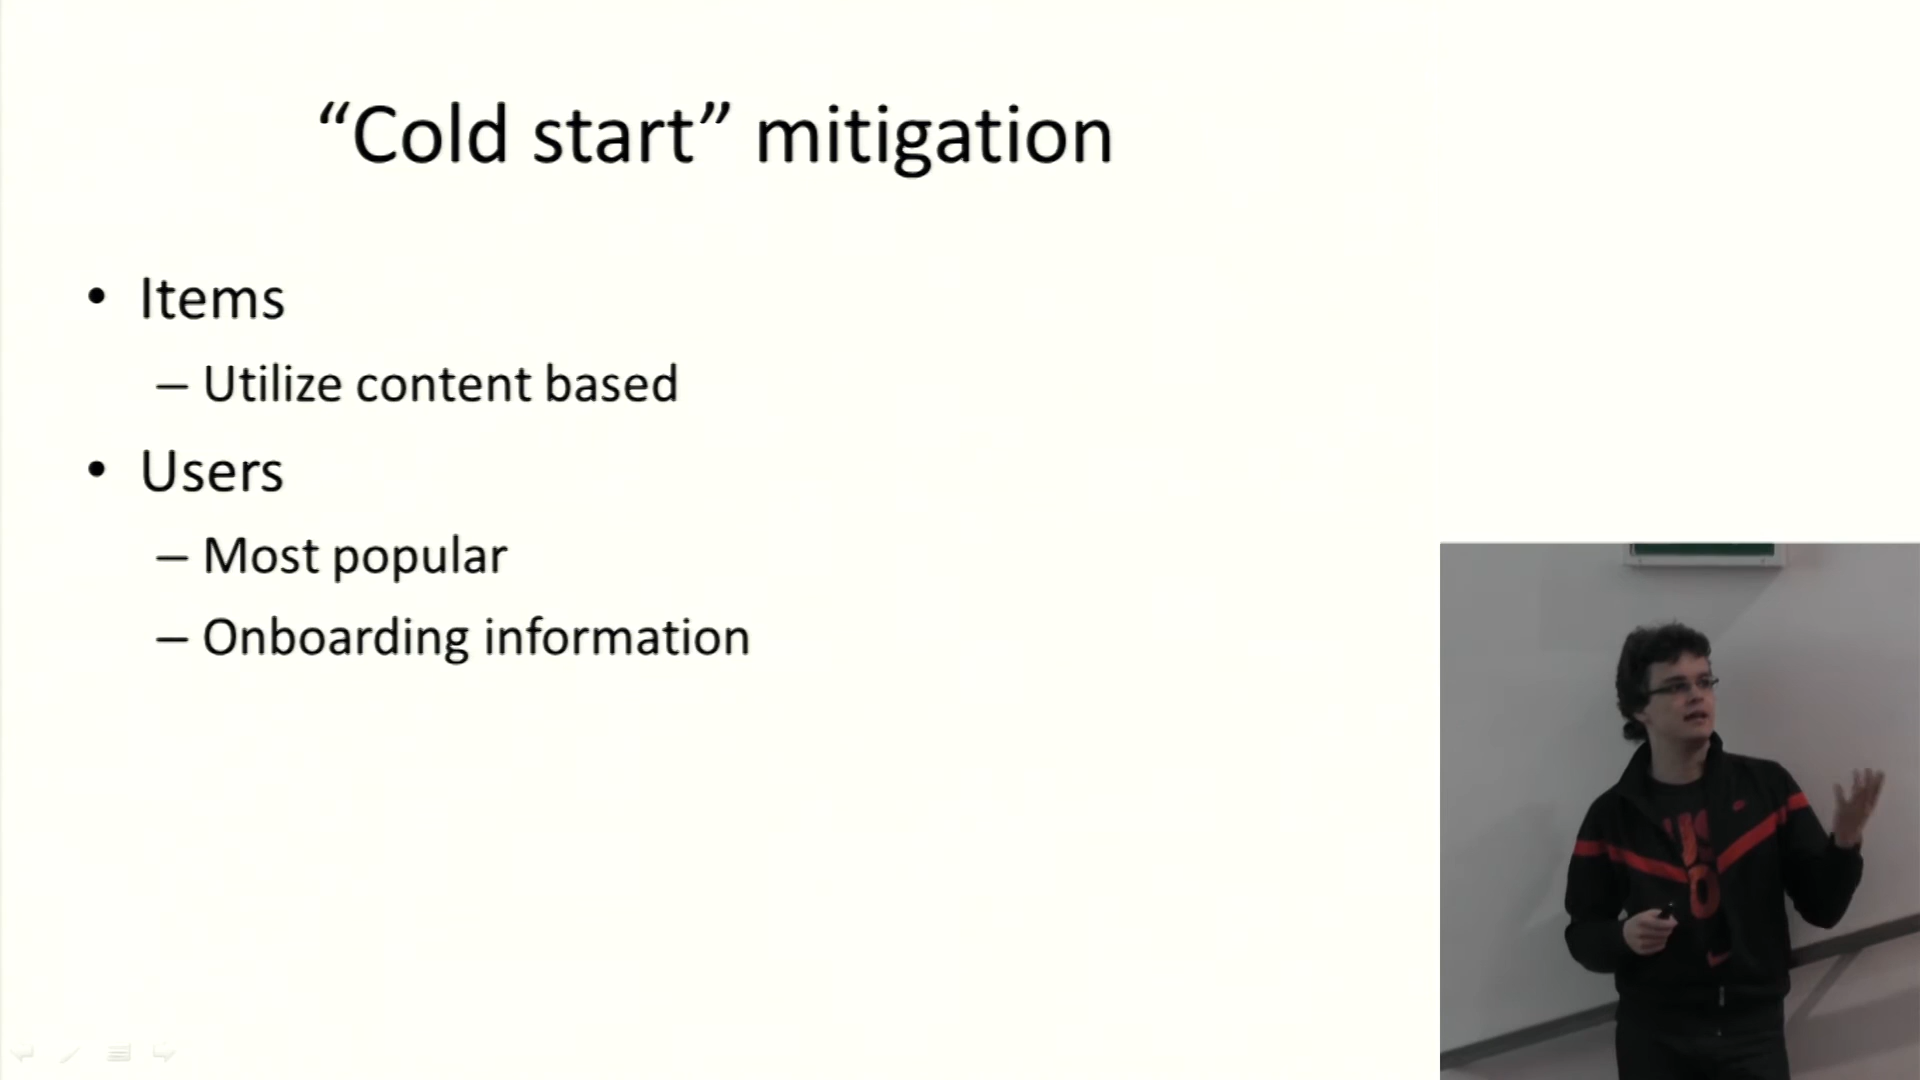 “Cold start” mitigation
• Items
– Utilize content based
• Users
– Most popular
– Onboarding information